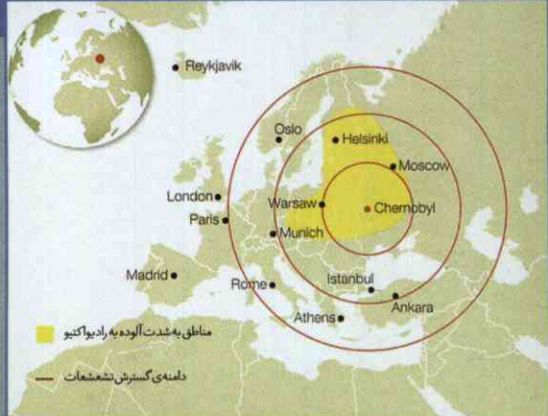 Reykjavik
Oslo
Helsinki
Moscow
London
Warsaw
Chernobyl
Paris
Munich
Madrid
Rome
Istanbul
Ankara
Athens
مناطق به شدت آلوده به رادیواکتیو
دامنه‌ی گسترش تشعشعات